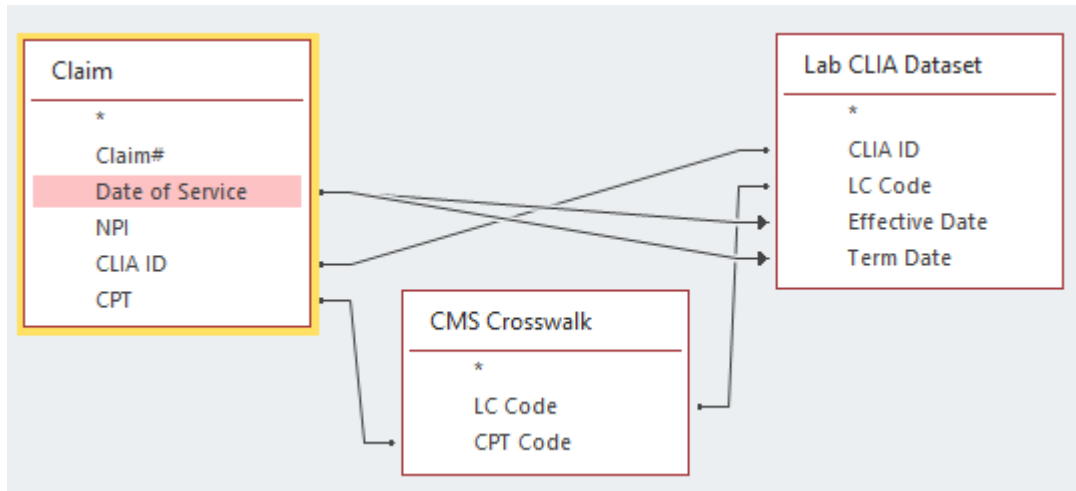 Claim
*
Claim#
Date of Service
NPI
CLIA ID
CPT
CMS Crosswalk
*
LC Code
CPT Code
Lab CLIA Dataset
*
CLIA ID
LC Code
Effective Date
Term Date